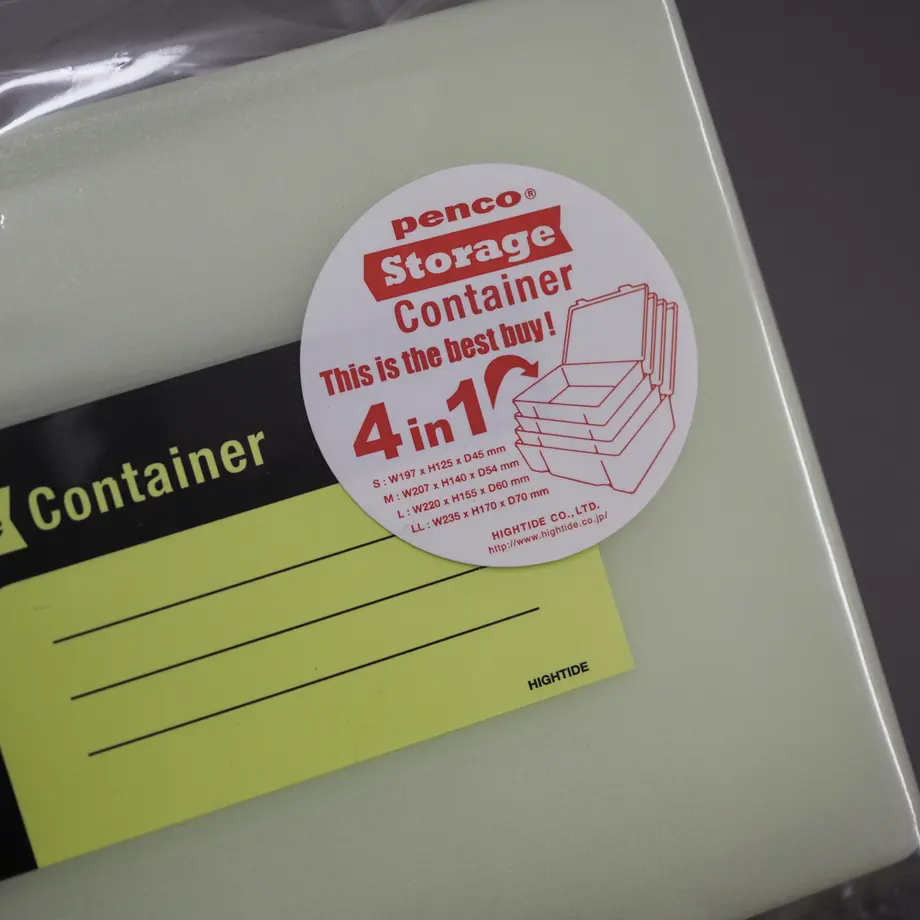 penco®
Storage
Container
This is the best buy!
4 in 1
S : W197 x H125 x D45 mm
M : W207 x H140 x D54 mm
L : W220 x H155 x D60 mm
LL : W235 x H170 x D70 mm
HIGHTIDE CO., LTD.
http://www.hightide.co.jp/
Container
HIGHTIDE